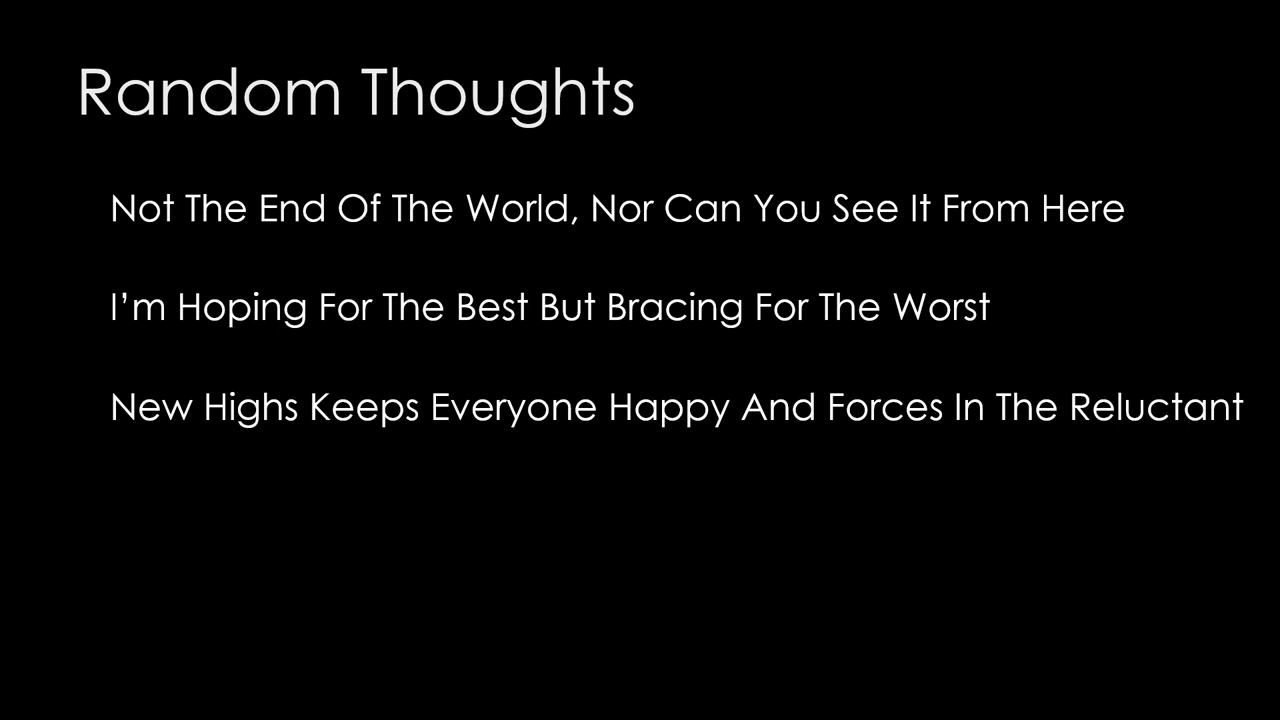 Random Thoughts
Not The End Of The World, Nor Can You See It From Here
I’m Hoping For The Best But Bracing For The Worst
New Highs Keeps Everyone Happy And Forces In The Reluctant